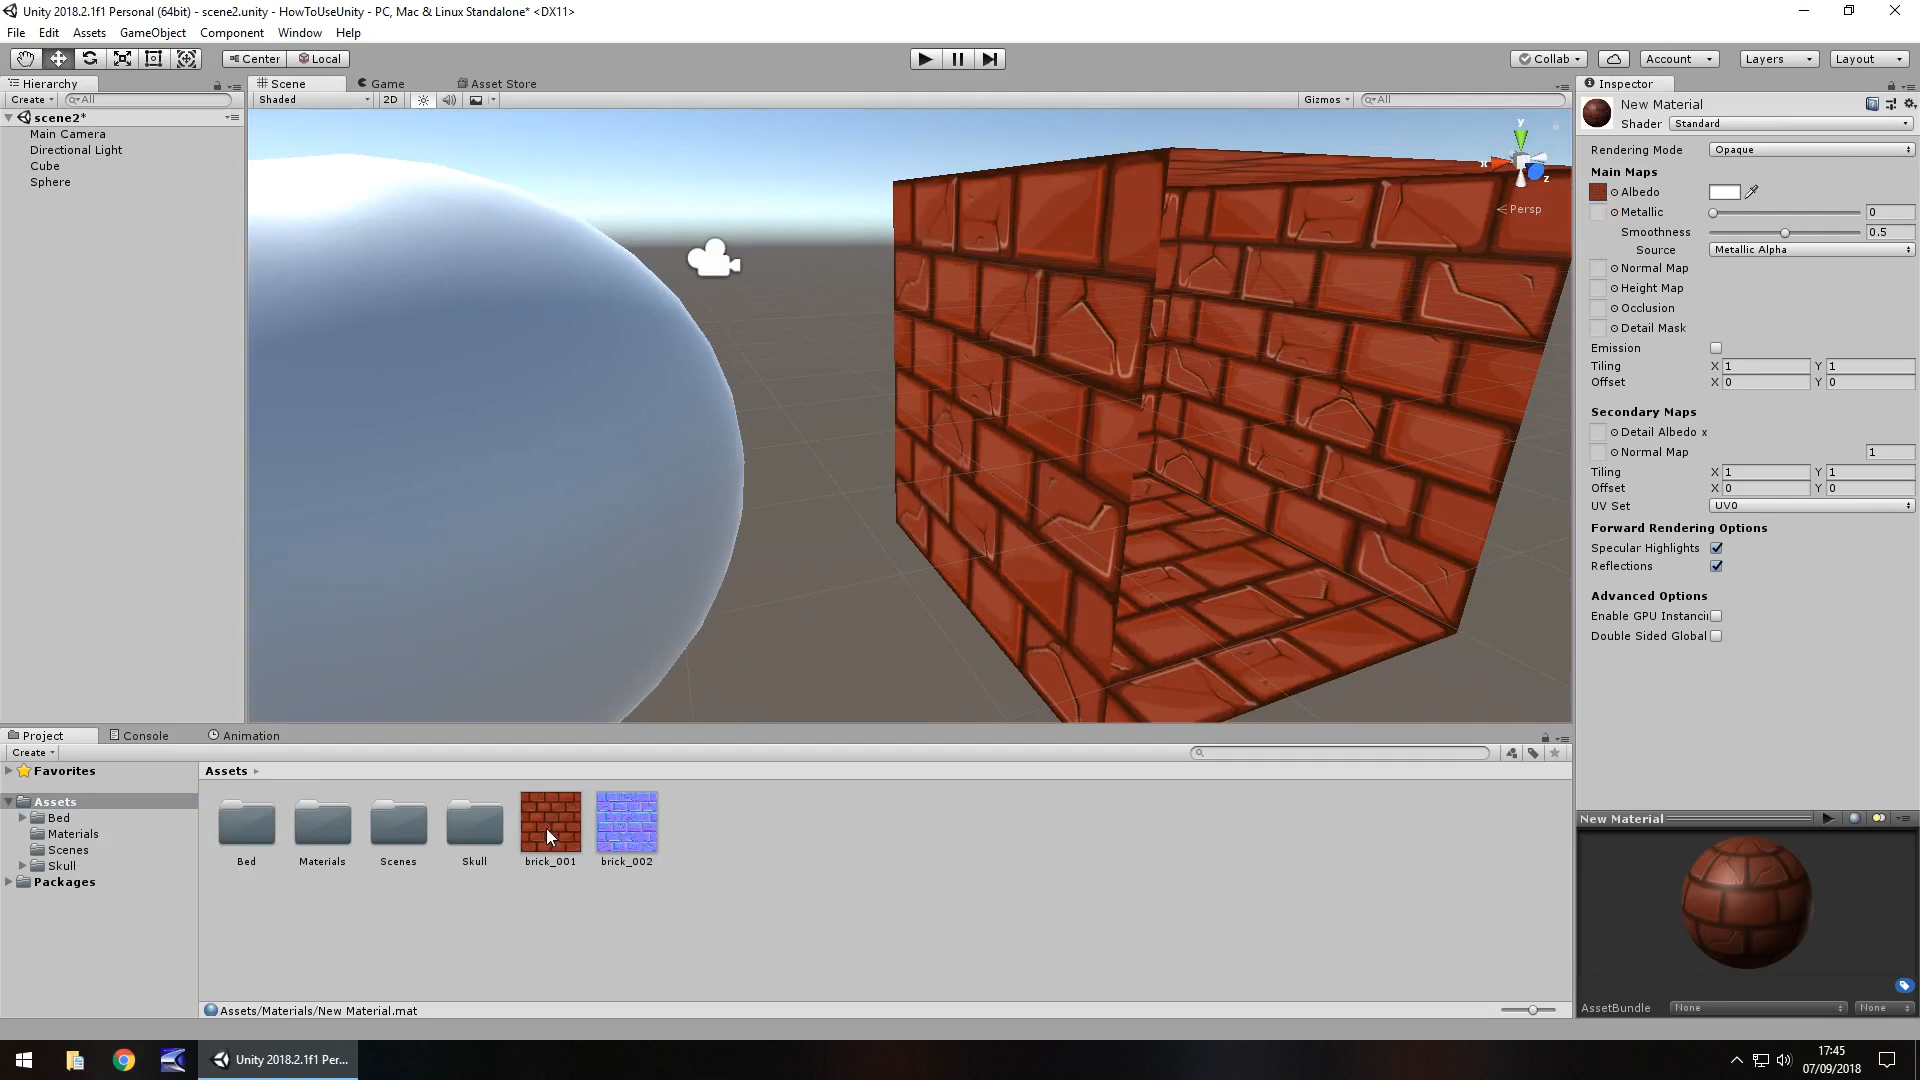 Unity 2018.2.1f1 Personal (64bit) - scene2.unity - HowToUseUnity - PC, Mac & Linux Standalone* <DX11>
File Edit Assets GameObject Component Window Help
Center Local Collab Account Layers Layout
Hierarchy
Create All
scene2*
Main Camera
Directional Light
Cube
Sphere
Scene Game Asset Store
Shaded 2D Gizmos All
y
x
z
Persp
Inspector
New Material
Shader Standard
Rendering Mode Opaque
Main Maps
Albedo
Metallic 0
Smoothness 0.5
Source Metallic Alpha
Normal Map
Height Map
Occlusion
Detail Mask
Emission
Tiling X 1 Y 1
Offset X 0 Y 0
Secondary Maps
Detail Albedo x
Normal Map 1
Tiling X 1 Y 1
Offset X 0 Y 0
UV Set UV0
Forward Rendering Options
Specular Highlights
Reflections
Advanced Options
Enable GPU Instanci
Double Sided Global
Project Console Animation
Create
Favorites
Assets
Bed
Materials
Scenes
Skull
Packages
Assets
Bed Materials Scenes Skull brick_001 brick_002
Assets/Materials/New Material.mat
New Material
AssetBundle None None
Unity 2018.2.1f1 Per...
17:45
07/09/2018